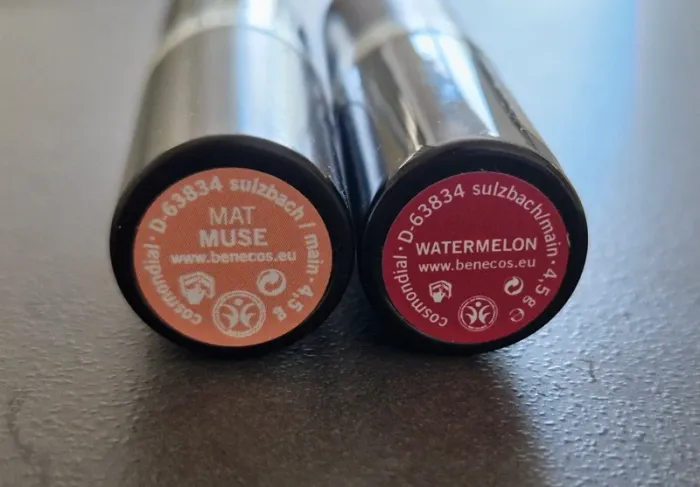 cosmondial · D-63834 sulzbach / main · 4,5 g
MAT
MUSE
www.benecos.eu
cosmondial · D-63834 sulzbach/main · 4,5 g ℮
WATERMELON
www.benecos.eu